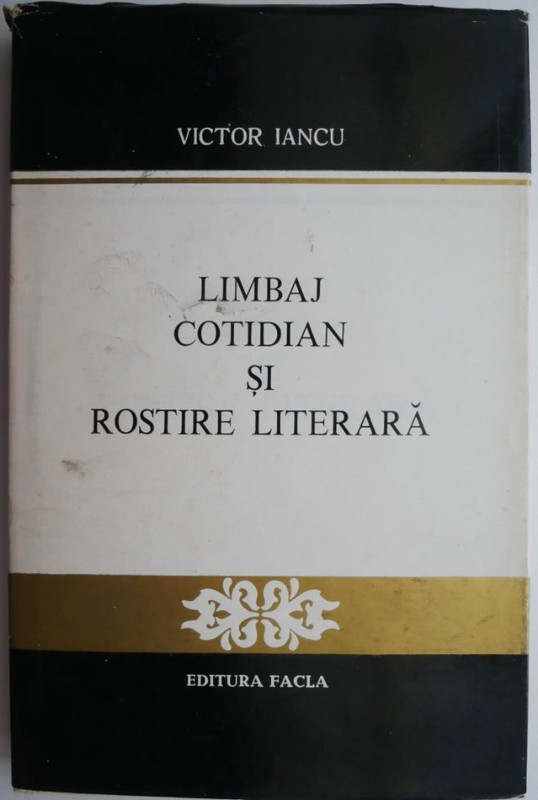 VICTOR IANCU
LIMBAJ
COTIDIAN
ȘI
ROSTIRE LITERARĂ
EDITURA FACLA